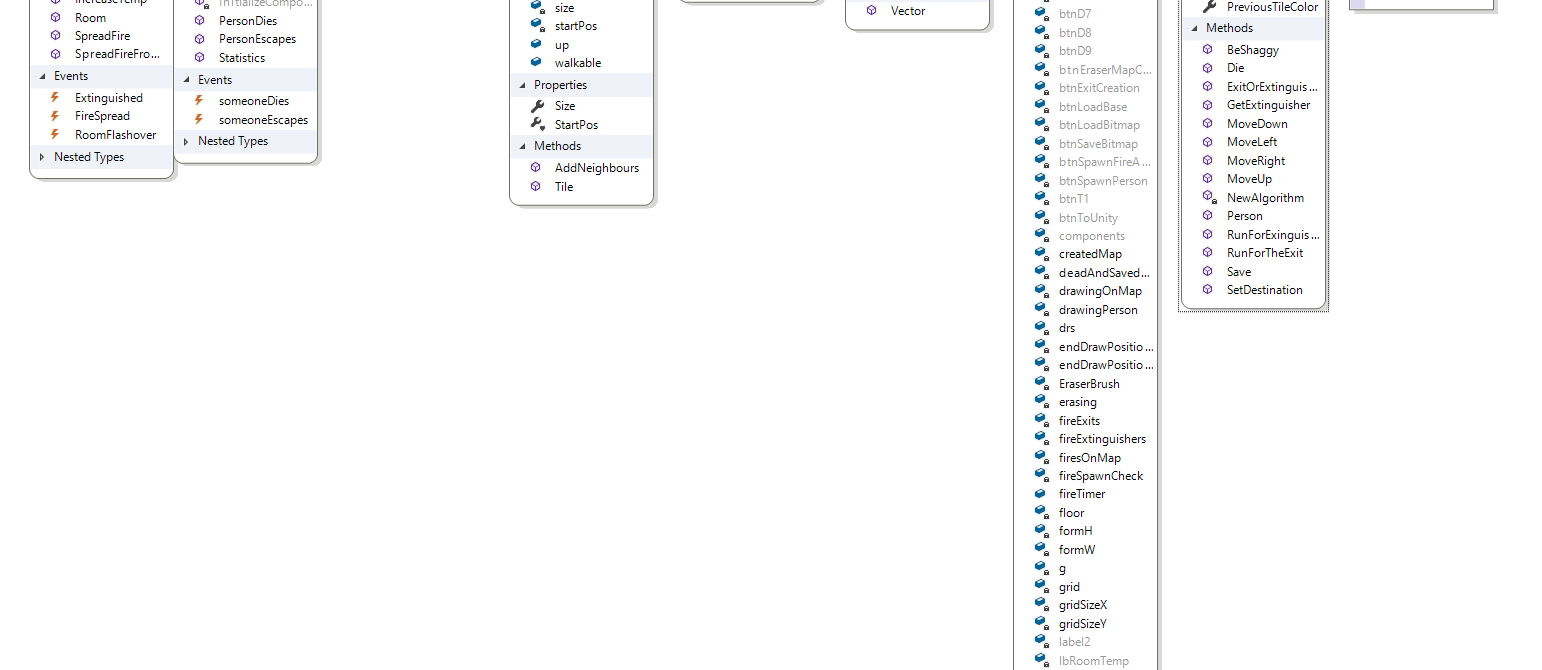 IncreaseTemp
Room
SpreadFire
SpreadFireFro...
Events
Extinguished
FireSpread
RoomFlashover
Nested Types
InitializeCompo...
PersonDies
PersonEscapes
Statistics
Events
someoneDies
someoneEscapes
Nested Types
size
startPos
up
walkable
Properties
Size
StartPos
Methods
AddNeighbours
Tile
Vector
btnD7
btnD8
btnD9
btnEraserMapC...
btnExitCreation
btnLoadBase
btnLoadBitmap
btnSaveBitmap
btnSpawnFireA...
btnSpawnPerson
btnT1
btnToUnity
components
createdMap
deadAndSaved...
drawingOnMap
drawingPerson
drs
endDrawPositio...
endDrawPositio...
EraserBrush
erasing
fireExits
fireExtinguishers
firesOnMap
fireSpawnCheck
fireTimer
floor
formH
formW
g
grid
gridSizeX
gridSizeY
label2
lbRoomTemp
PreviousTileColor
Methods
BeShaggy
Die
ExitOrExtinguis...
GetExtinguisher
MoveDown
MoveLeft
MoveRight
MoveUp
NewAlgorithm
Person
RunForExinguis...
RunForTheExit
Save
SetDestination